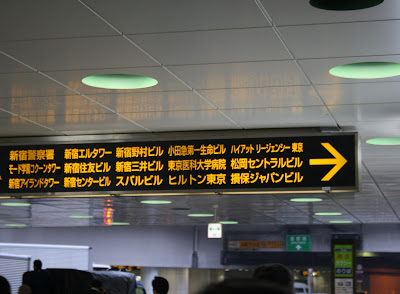 新宿警察署 新宿エルタワー 新宿野村ビル 小田急第一生命ビル ハイアット リージェンシー 東京
モード学園コクーンタワー 新宿住友ビル 新宿三井ビル 東京医科大学病院 松岡セントラルビル
新宿アイランドタワー 新宿センタービル スバルビル ヒルトン東京 損保ジャパンビル